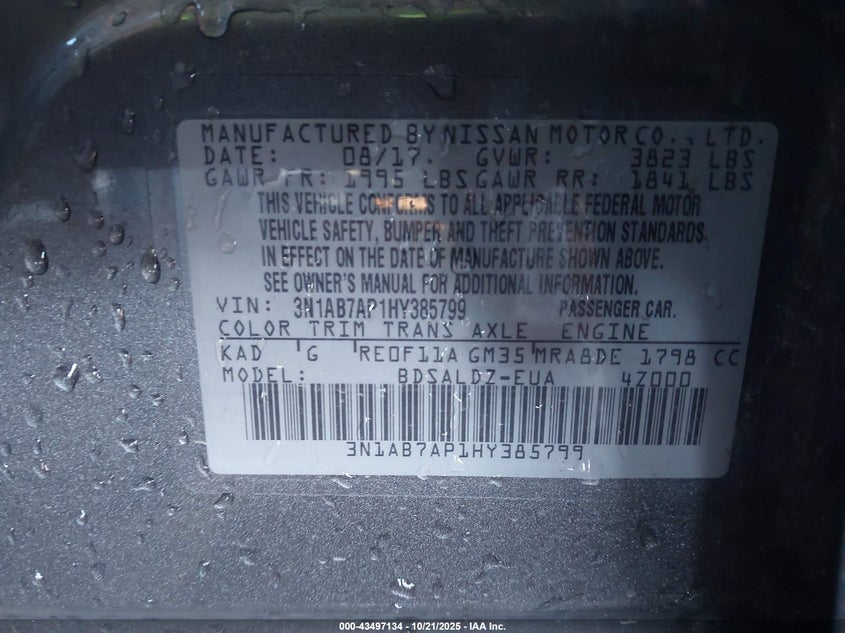 MANUFACTURED BY NISSAN MOTOR CO., LTD.
DATE: 08/17. GVWR: 3823 LBS
GAWR FR: 1995 LBS GAWR RR: 1841 LBS
THIS VEHICLE CONFORMS TO ALL APPLICABLE FEDERAL MOTOR
VEHICLE SAFETY, BUMPER AND THEFT PREVENTION STANDARDS
IN EFFECT ON THE DATE OF MANUFACTURE SHOWN ABOVE.
SEE OWNER'S MANUAL FOR ADDITIONAL INFORMATION.
VIN: 3N1AB7AP1HY385799 PASSENGER CAR.
COLOR TRIM TRANS AXLE ENGINE
KAD G RE0F11A GM35 MRA8DE 1798 CC
MODEL: BDSALDZ-EUA 4Z000
3N1AB7AP1HY385799
000-43497134 - 10/21/2025 - IAA Inc.